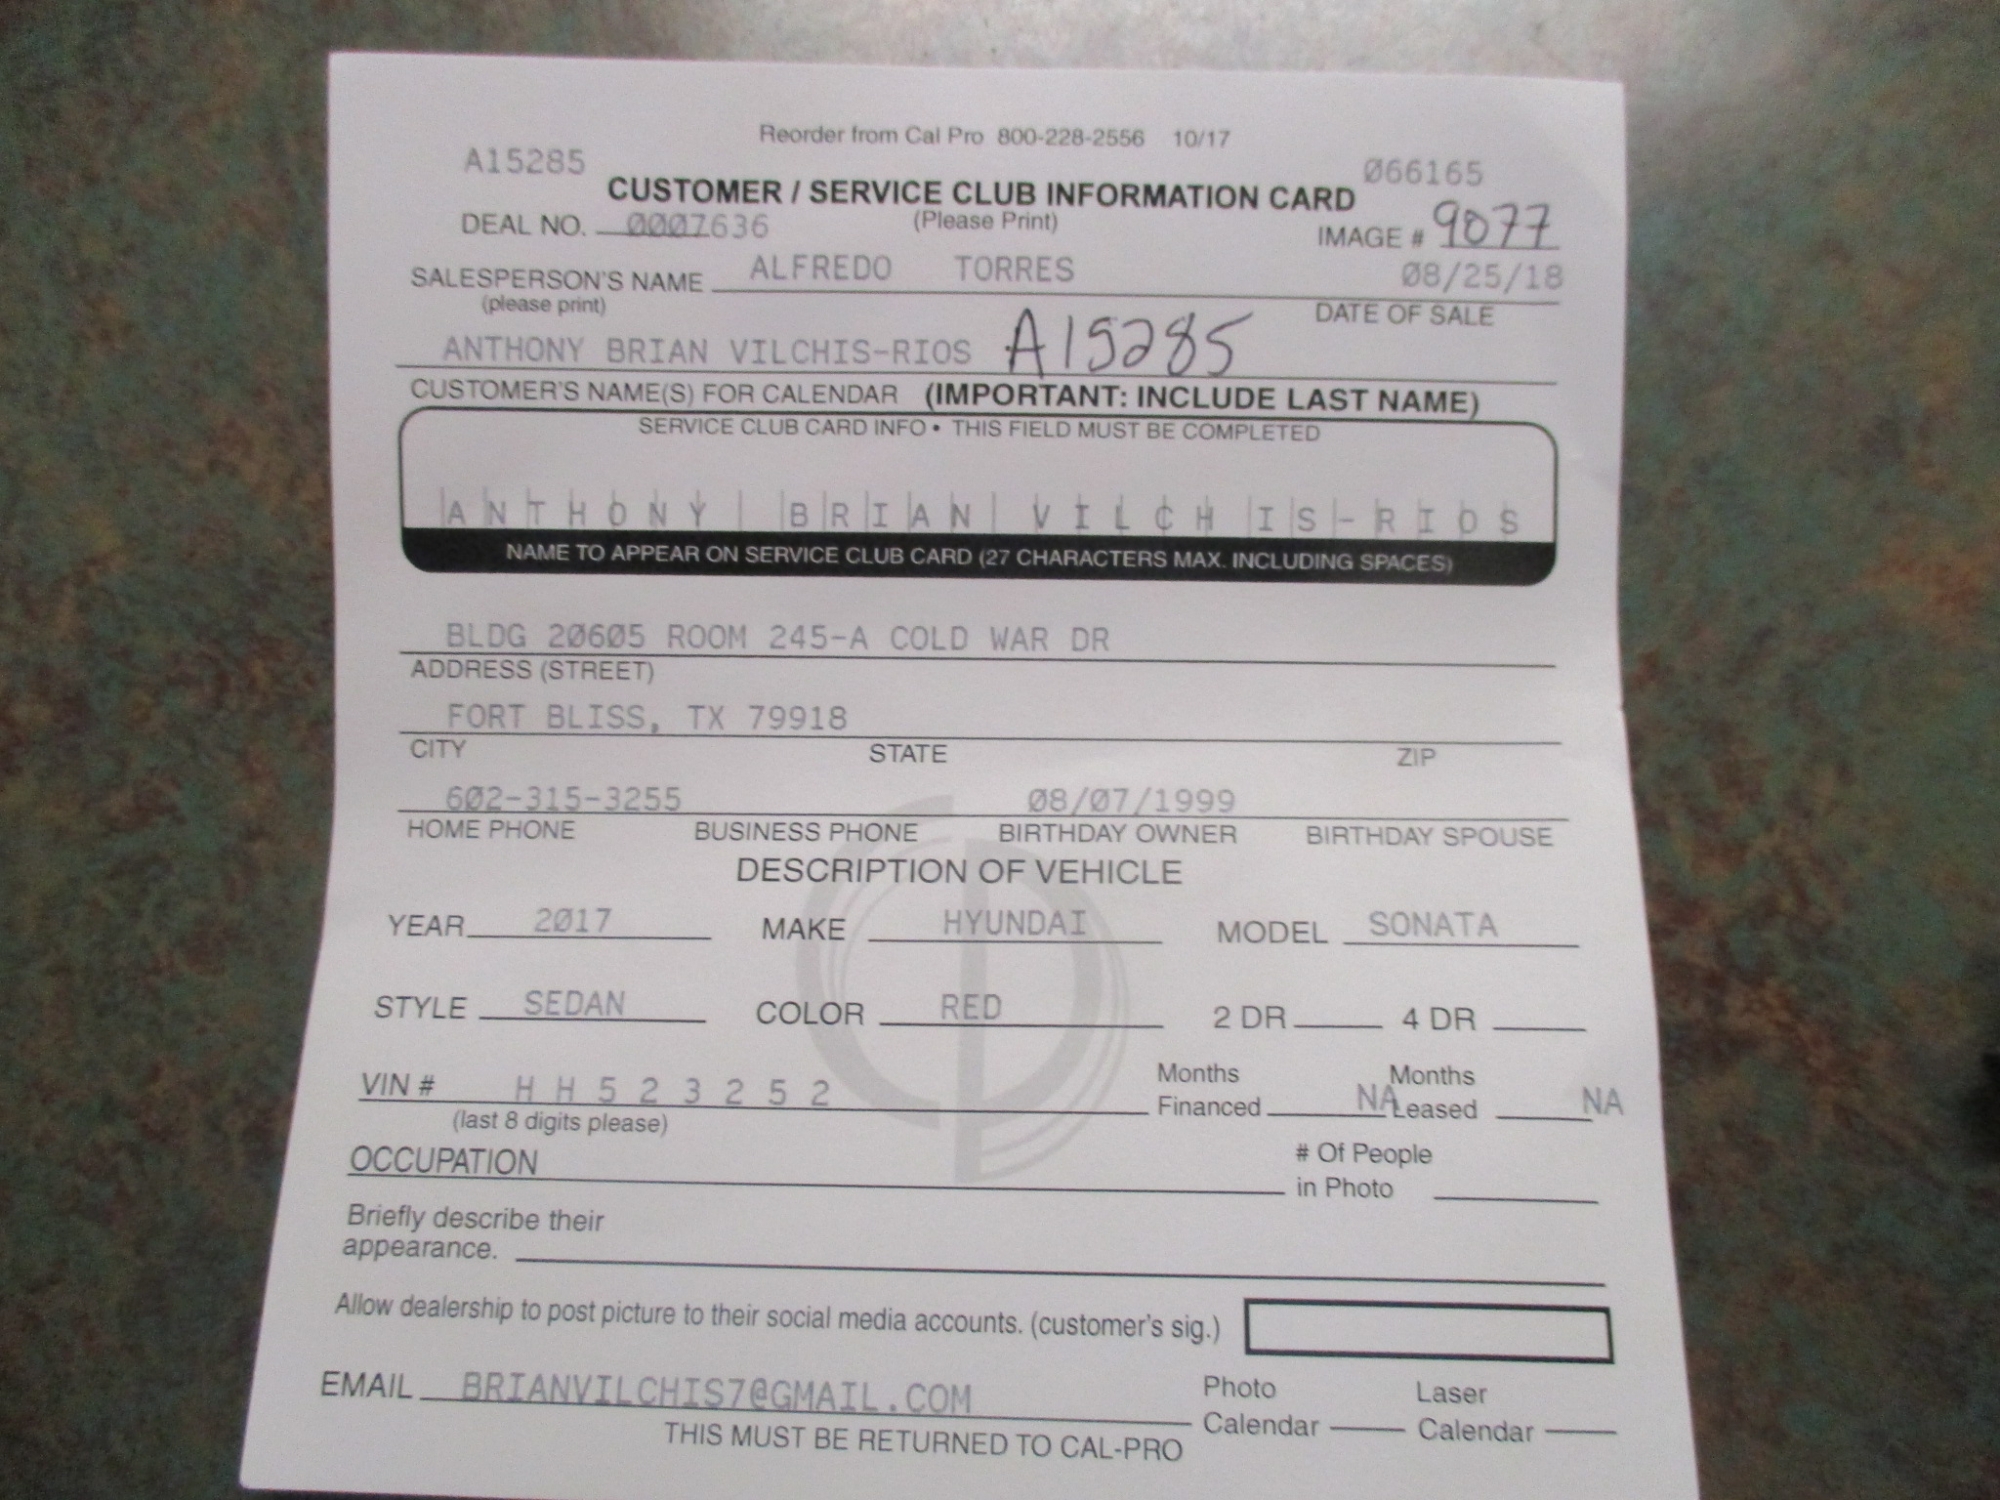 Reorder from Cal Pro 800-228-2556 10/17
A15285 066165
CUSTOMER / SERVICE CLUB INFORMATION CARD
DEAL NO. 0007636 (Please Print) IMAGE # 9077
SALESPERSON'S NAME ALFREDO TORRES 08/25/18
(please print) DATE OF SALE
ANTHONY BRIAN VILCHIS-RIOS A15285
CUSTOMER'S NAME(S) FOR CALENDAR (IMPORTANT: INCLUDE LAST NAME)
SERVICE CLUB CARD INFO • THIS FIELD MUST BE COMPLETED
ANTHONY BRIAN VILCHIS-RIOS
NAME TO APPEAR ON SERVICE CLUB CARD (27 CHARACTERS MAX. INCLUDING SPACES)
BLDG 20605 ROOM 245-A COLD WAR DR
ADDRESS (STREET)
FORT BLISS, TX 79918
CITY STATE ZIP
602-315-3255 08/07/1999
HOME PHONE BUSINESS PHONE BIRTHDAY OWNER BIRTHDAY SPOUSE
DESCRIPTION OF VEHICLE
YEAR 2017 MAKE HYUNDAI MODEL SONATA
STYLE SEDAN COLOR RED 2 DR 4 DR
VIN # HH523252 Months Financed NA Months Leased NA
(last 8 digits please)
OCCUPATION # Of People in Photo
Briefly describe their
appearance.
Allow dealership to post picture to their social media accounts. (customer's sig.)
EMAIL BRIANVILCHIS7@GMAIL.COM Photo Calendar Laser Calendar
THIS MUST BE RETURNED TO CAL-PRO